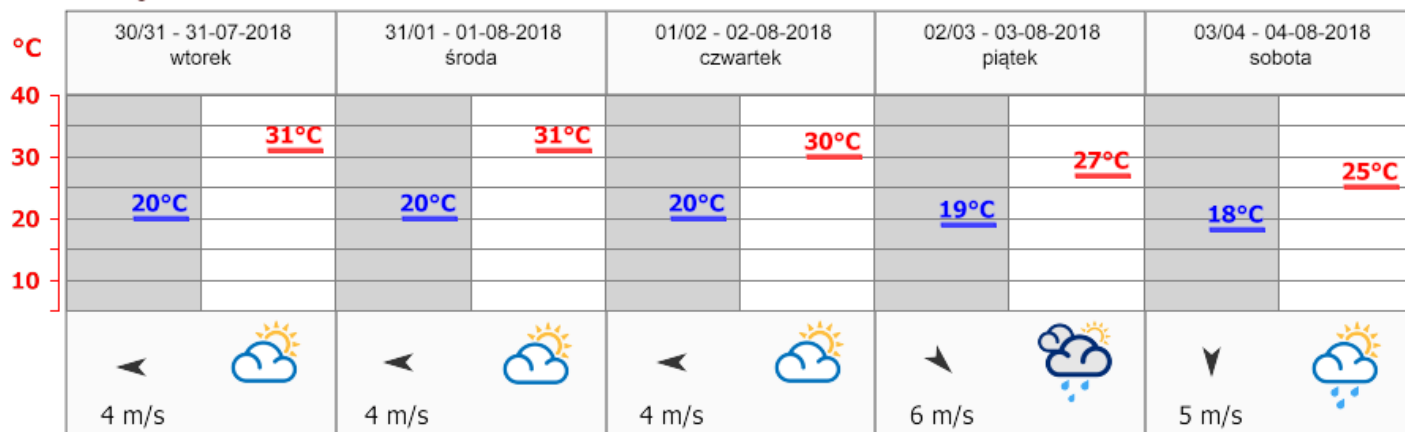 °C
30/31 - 31-07-2018
wtorek
31/01 - 01-08-2018
środa
01/02 - 02-08-2018
czwartek
02/03 - 03-08-2018
piątek
03/04 - 04-08-2018
sobota
40
30
20
10
20°C
31°C
20°C
31°C
20°C
30°C
19°C
27°C
18°C
25°C
4 m/s
4 m/s
4 m/s
6 m/s
5 m/s